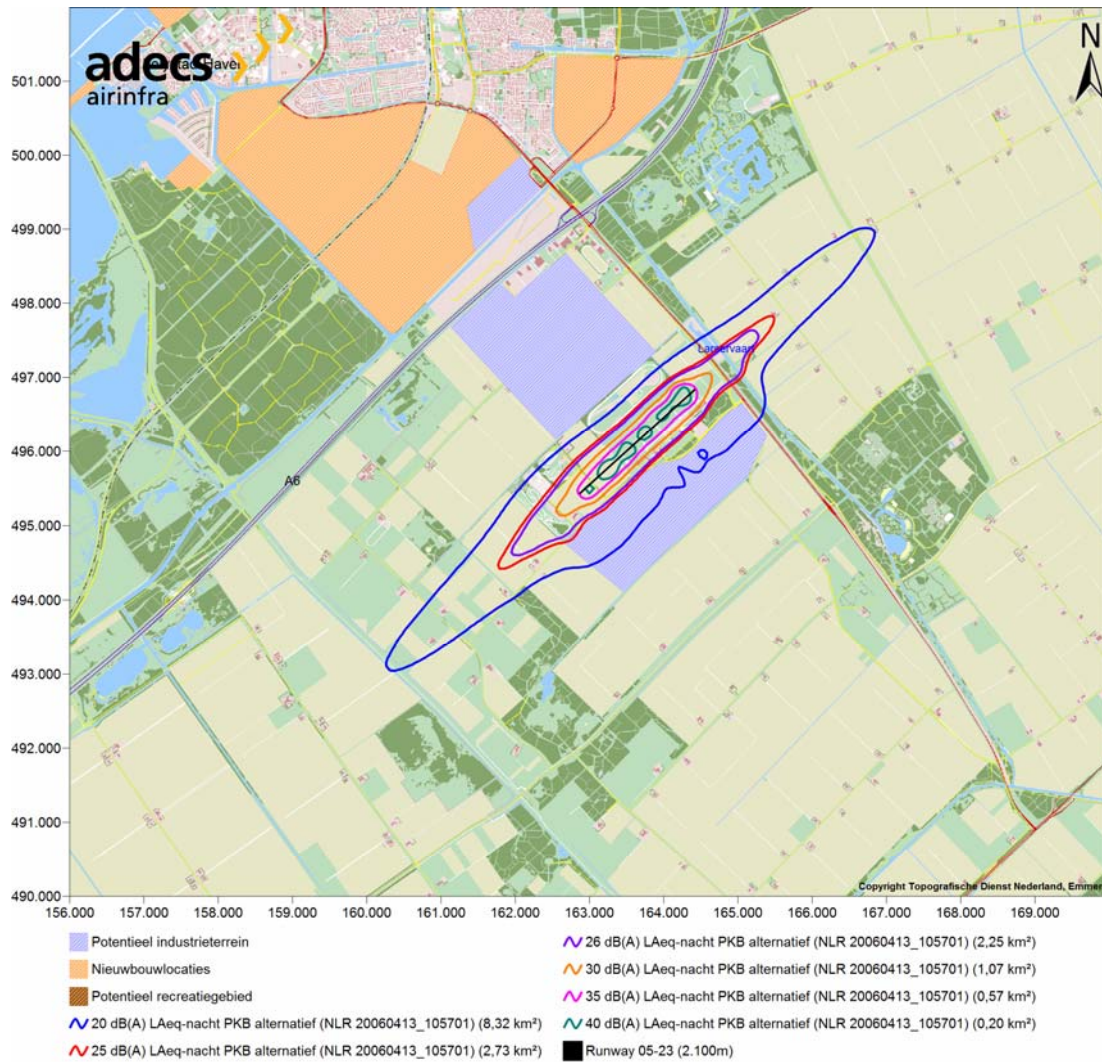 adecs
airinfra
N
501.000
500.000
499.000
498.000
497.000
496.000
495.000
494.000
493.000
492.000
491.000
490.000
A6
Copyright Topografische Dienst Nederland, Emmen
156.000 157.000 158.000 159.000 160.000 161.000 162.000 163.000 164.000 165.000 166.000 167.000 168.000 169.000
Potentieel industrieterrein
Nieuwbouwlocaties
Potentieel recreatiegebied
20 dB(A) LAeq-nacht PKB alternatief (NLR 20060413_105701) (8,32 km²)
25 dB(A) LAeq-nacht PKB alternatief (NLR 20060413_105701) (2,73 km²)
26 dB(A) LAeq-nacht PKB alternatief (NLR 20060413_105701) (2,25 km²)
30 dB(A) LAeq-nacht PKB alternatief (NLR 20060413_105701) (1,07 km²)
35 dB(A) LAeq-nacht PKB alternatief (NLR 20060413_105701) (0,57 km²)
40 dB(A) LAeq-nacht PKB alternatief (NLR 20060413_105701) (0,20 km²)
Runway 05-23 (2.100m)